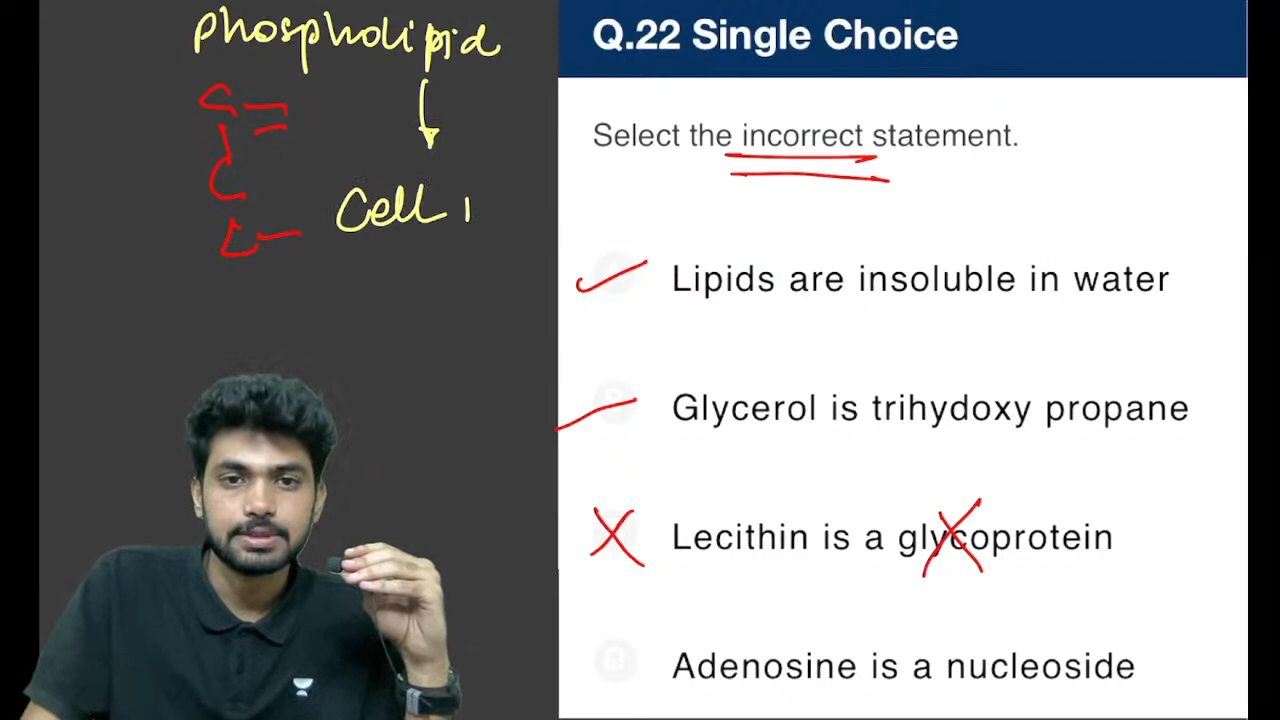 phospholipid
C
C
C
Cell
Q.22 Single Choice
Select the incorrect statement.
Lipids are insoluble in water
Glycerol is trihydoxy propane
Lecithin is a glycoprotein
Adenosine is a nucleoside